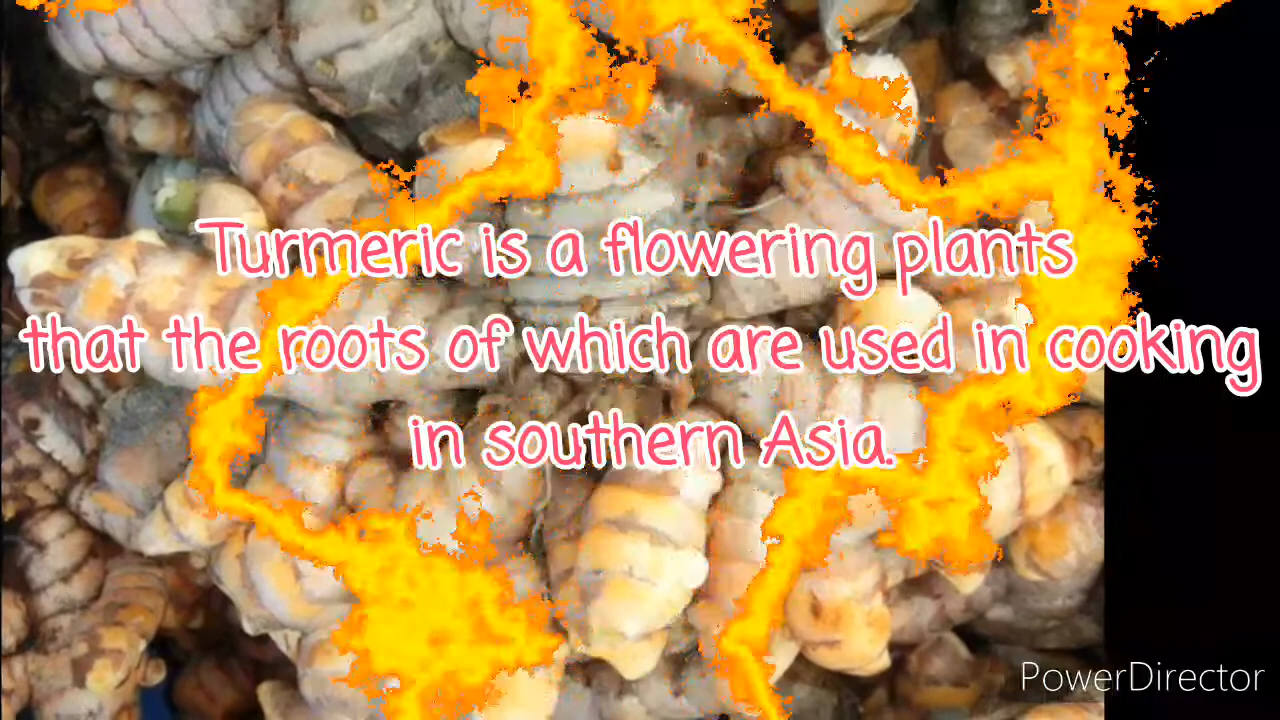 Turmeric is a flowering plants
that the roots of which are used in cooking
in southern Asia.
PowerDirector